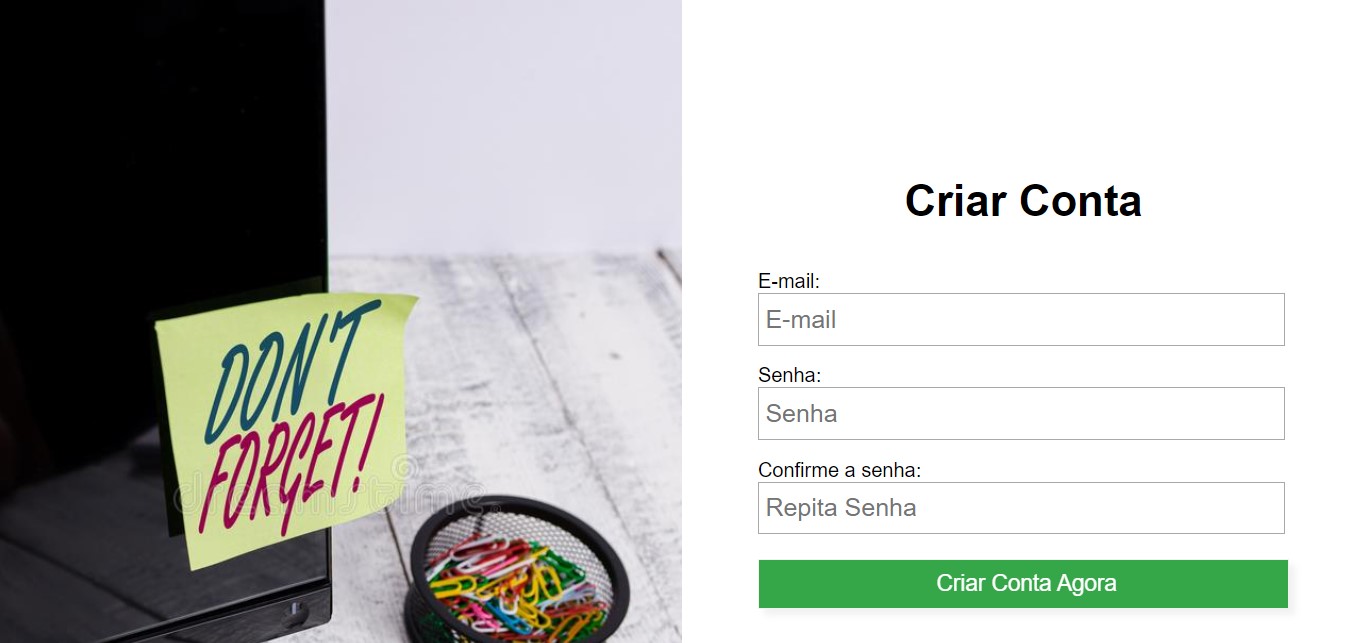 DON'T
FORGET!
dreamstime
Criar Conta
E-mail:
E-mail
Senha:
Senha
Confirme a senha:
Repita Senha
Criar Conta Agora